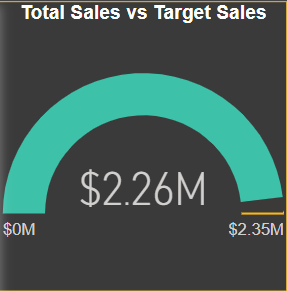 Total Sales vs Target Sales
$2.26M
$0M
$2.35M